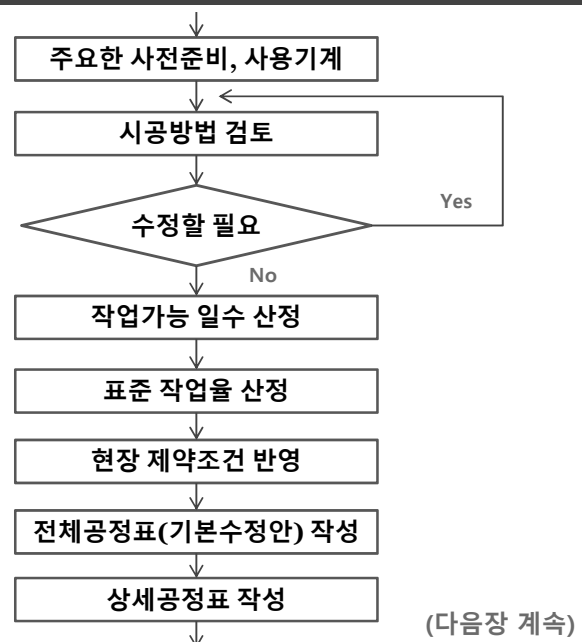 주요한 사전준비, 사용기계
시공방법 검토
Yes
수정할 필요
No
작업가능 일수 산정
표준 작업율 산정
현장 제약조건 반영
전체공정표(기본수정안) 작성
상세공정표 작성
(다음장 계속)